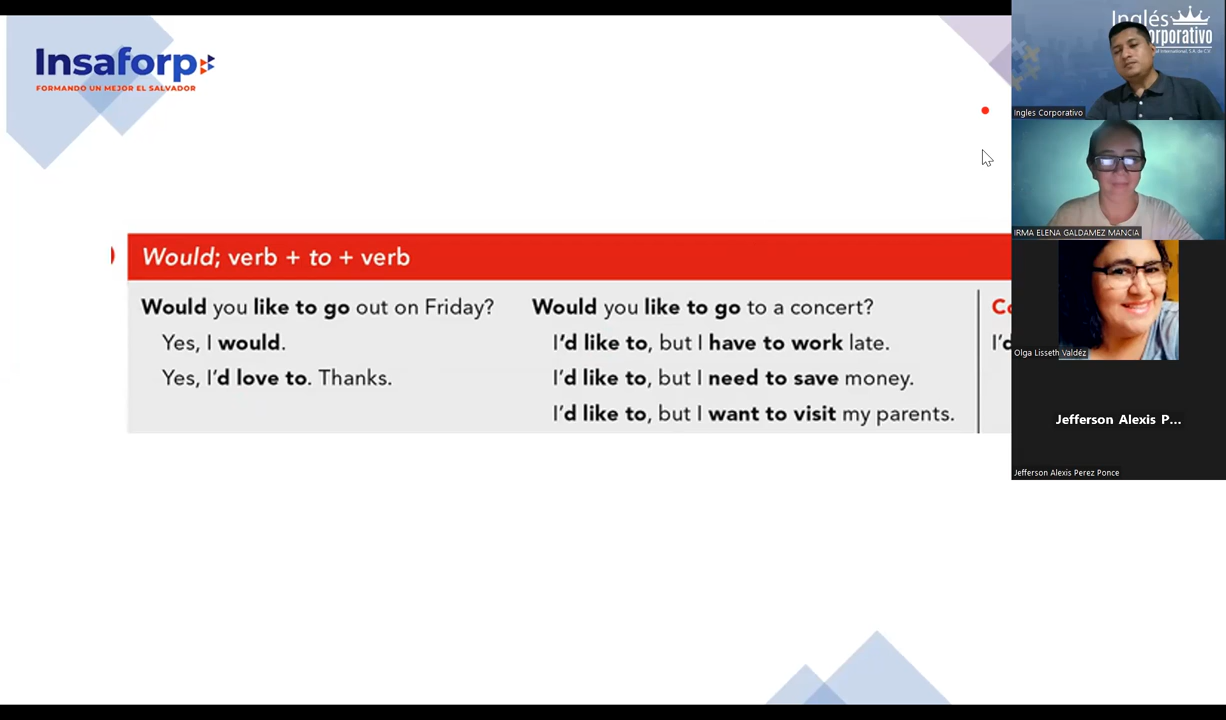 Insaforp
FORMANDO UN MEJOR EL SALVADOR
Would; verb + to + verb
Would you like to go out on Friday?
Yes, I would.
Yes, I'd love to. Thanks.
Would you like to go to a concert?
I'd like to, but I have to work late.
I'd like to, but I need to save money.
I'd like to, but I want to visit my parents.
Inglés
Ingles Corporativo
IRMA ELENA GALDAMEZ MANCIA
Olga Lisseth Valdéz
Jefferson Alexis P...
Jefferson Alexis Perez Ponce